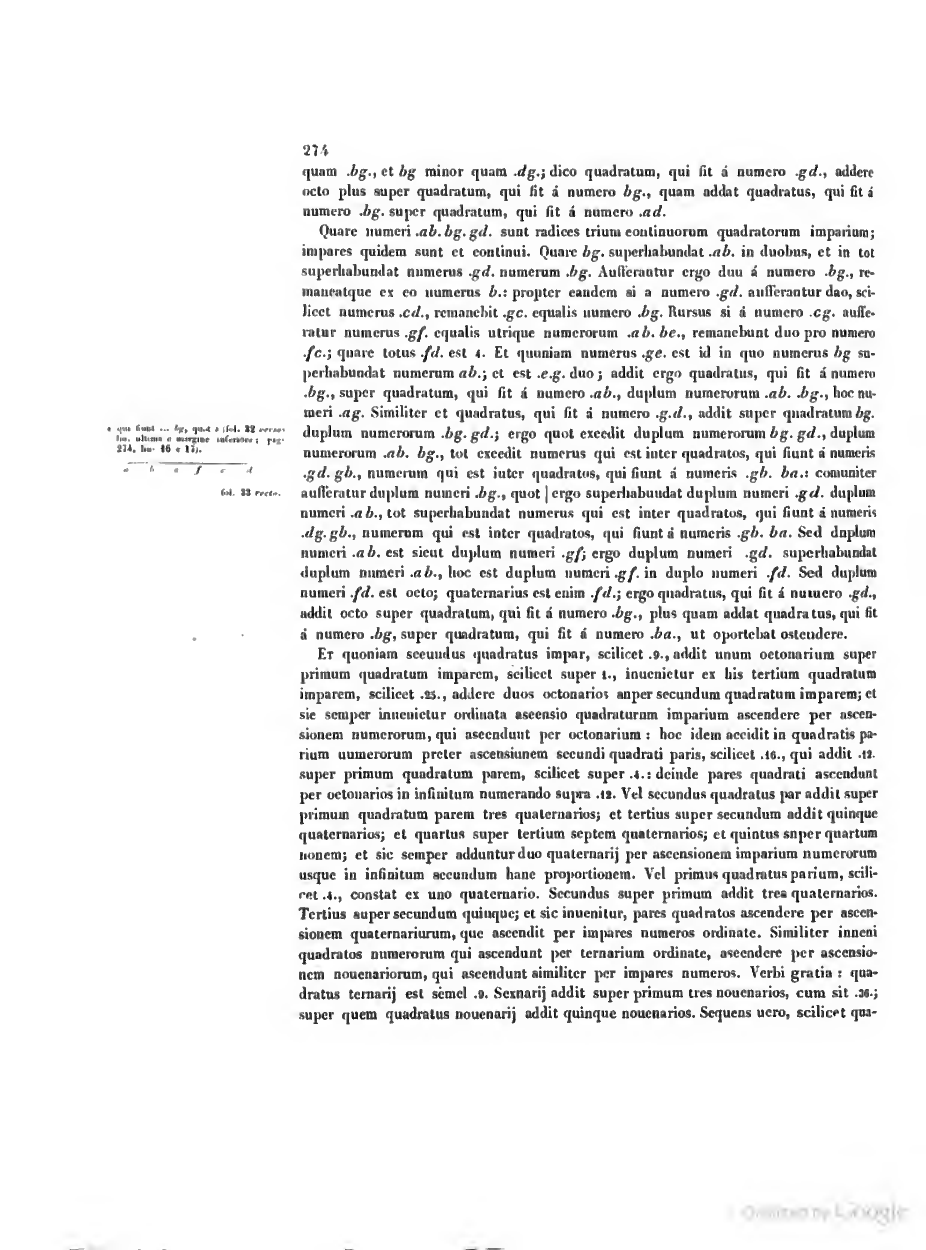 274
quam .bg., et bg minor quam .dg.; dico quadratum, qui fit á numero .gd., addere
octo plus super quadratum, qui fit á numero bg., quam addat quadratus, qui fit á
numero .bg. super quadratum, qui fit á numero .ad.
Quare numeri .ab. bg. gd. sunt radices trium continuorum quadratorum imparium;
impares quidem sunt et continui. Quare bg. superhabundat .ab. in duobus, et in tot
superhabundat numerus .gd. numerum .bg. Aufferantur ergo duo á numero .bg., re-
maneatque ex eo numerus b.: propter eandem si a numero .gd. aufferantur duo, sci-
licet numerus .cd., remanebit .gc. equalis numero .bg. Rursus si á numero .cg. auffe-
ratur numerus .gf. equalis utrique numerorum .ab. be., remanebunt duo pro numero
.fc.; quare totus .fd. est 4. Et quoniam numerus .ge. est id in quo numerus bg su-
perhabundat numerum ab.; et est .e.g. duo; addit ergo quadratus, qui fit á numero
.bg., super quadratum, qui fit á numero .ab., duplum numerorum .ab. .bg., hoc nu-
meri .ag. Similiter et quadratus, qui fit á numero .g.d., addit super quadratum bg.
duplum numerorum .bg. gd.; ergo quot excedit duplum numerorum bg. gd., duplum
numerorum .ab. bg., tot excedit numerus qui est inter quadratos, qui fiunt á numeris
.gd. gb., numerum qui est inter quadratos, qui fiunt á numeris .gb. ba.: comuniter
aufferatur duplum numeri .bg., quot | ergo superhabundat duplum numeri .gd. duplum
numeri .ab., tot superhabundat numerus qui est inter quadratos, qui fiunt á numeris
.dg. gb., numerum qui est inter quadratos, qui fiunt á numeris .gb. ba. Sed duplum
numeri .ab. est sicut duplum numeri .gf; ergo duplum numeri .gd. superhabundat
duplum numeri .ab., hoc est duplum numeri .gf. in duplo numeri .fd. Sed duplum
numeri .fd. est octo; quaternarius est enim .fd.; ergo quadratus, qui fit á numero .gd.,
addit octo super quadratum, qui fit á numero .bg., plus quam addat quadratus, qui fit
á numero .bg, super quadratum, qui fit á numero .ba., ut oportebat ostendere.
Et quoniam secundus quadratus impar, scilicet .9., addit unum octonarium super
primum quadratum imparem, scilicet super 1., inuenietur ex his tertium quadratum
imparem, scilicet .25., addere duos octonarios super secundum quadratum imparem; et
sic semper inuenietur ordinata ascensio quadraturam imparium ascendere per ascen-
sionem numerorum, qui ascendunt per octonarium : hoc idem accidit in quadratis pa-
rium numerorum preter ascensiunem secundi quadrati paris, scilicet .16., qui addit .12.
super primum quadratum parem, scilicet super .4.: deinde pares quadrati ascendunt
per octonarios in infinitum numerando supra .12. Vel secundus quadratus par addit super
primum quadratum parem tres quaternarios; et tertius super secundum addit quinque
quaternarios; et quartus super tertium septem quaternarios; et quintus super quartum
nonem; et sic semper adduntur duo quaternarij per ascensionem imparium numerorum
usque in infinitum secundum hanc proportionem. Vel primus quadratus parium, scili-
cet .4., constat ex uno quaternario. Secundus super primum addit tres quaternarios.
Tertius super secundum quinque; et sic inuenitur, pares quadratos ascendere per ascen-
sionem quaternariurum, que ascendit per impares numeros ordinate. Similiter inueni
quadratos numerorum qui ascendunt per ternarium ordinate, ascendere per ascensio-
nem nouenariorum, qui ascendunt similiter per impares numeros. Verbi gratia : qua-
dratus ternarij est semel .9. Sexnarij addit super primum tres nouenarios, cum sit .36.;
super quem quadratus nouenarij addit quinque nouenarios. Sequens uero, scilicet qua-
« qui fiunt ... bg, quot » (fol. 32 verso
lin. ultima e margine inferiore; pag.
274, lin. 16 e 17).
a b e f c d
fol. 33 recto.
Digitized by Google